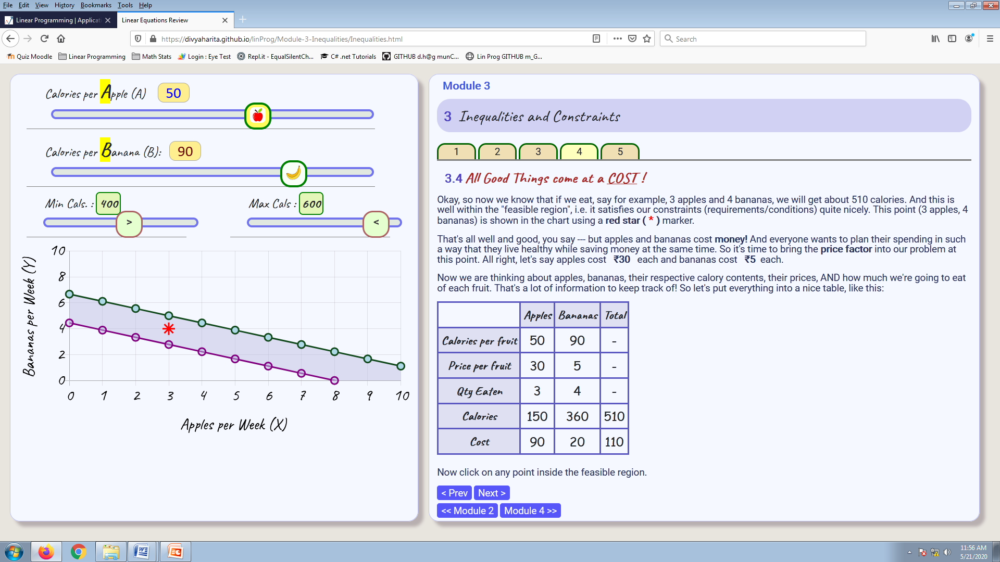 File Edit View History Bookmarks Tools Help
Linear Programming | Applicat
Linear Equations Review
https://divyaharita.github.io/linProg/Module-3-Inequalities/Inequalities.html
Search
Quiz Moodle Linear Programming Math Stats Login : Eye Test Repl.it - EqualSilentCh... C# .net Tutorials GITHUB d.h@g munC... Lin Prog GITHUB m_G...
Calories per Apple (A) 50
Calories per Banana (B): 90
Min Cals. : 400
Max Cals : 600
>
<
10
8
6
4
2
0
Bananas per Week (Y)
0 1 2 3 4 5 6 7 8 9 10
Apples per Week (X)
Module 3
3 Inequalities and Constraints
1 2 3 4 5
3.4 All Good Things come at a COST !
Okay, so now we know that if we eat, say for example, 3 apples and 4 bananas, we will get about 510 calories. And this is
well within the "feasible region", i.e. it satisfies our constraints (requirements/conditions) quite nicely. This point (3 apples, 4
bananas) is shown in the chart using a red star ( * ) marker.
That's all well and good, you say --- but apples and bananas cost money! And everyone wants to plan their spending in such
a way that they live healthy while saving money at the same time. So it's time to bring the price factor into our problem at
this point. All right, let's say apples cost ₹30 each and bananas cost ₹5 each.
Now we are thinking about apples, bananas, their respective calory contents, their prices, AND how much we're going to eat
of each fruit. That's a lot of information to keep track of! So let's put everything into a nice table, like this:
Apples Bananas Total
Calories per fruit 50 90 -
Price per fruit 30 5 -
Qty Eaten 3 4 -
Calories 150 360 510
Cost 90 20 110
Now click on any point inside the feasible region.
< Prev Next >
<< Module 2 Module 4 >>
11:56 AM
5/21/2020